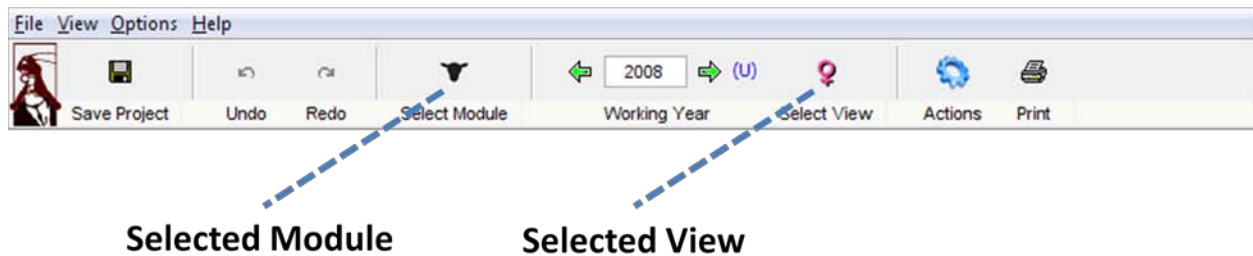 File View Options Help
2008 (U)
Save Project Undo Redo Select Module Working Year Select View Actions Print
Selected Module Selected View